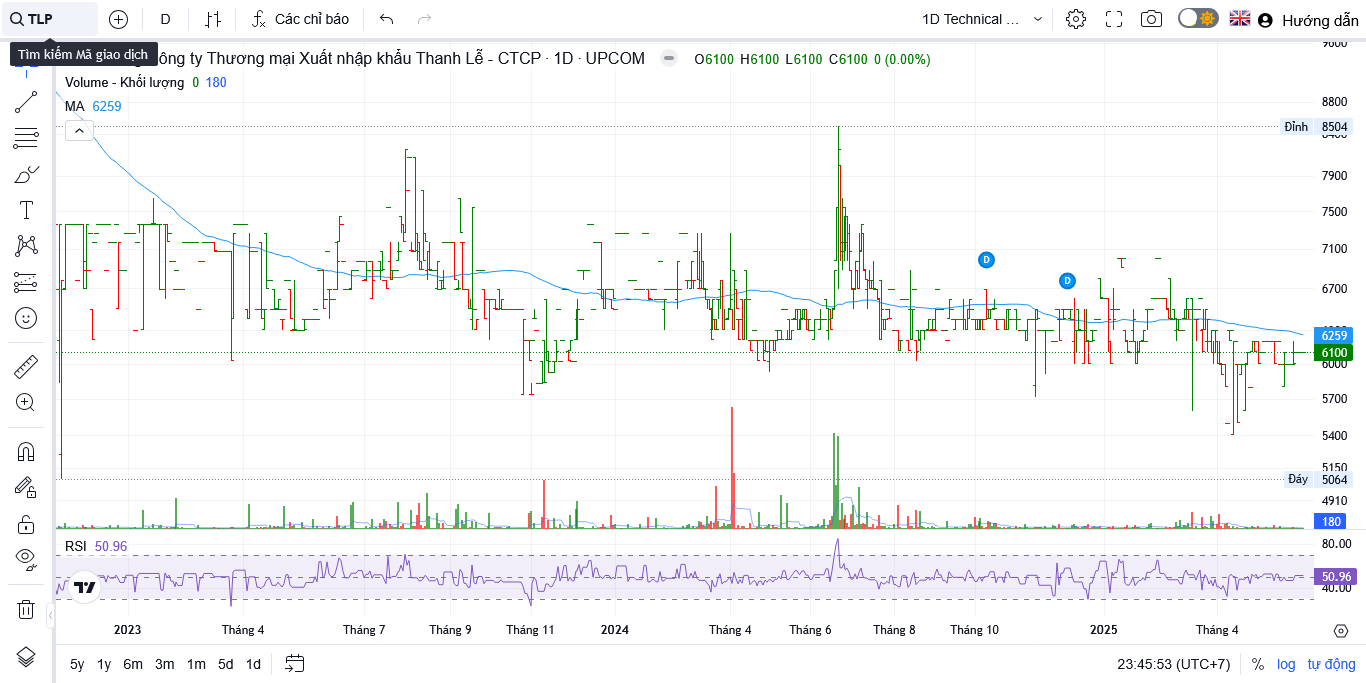 TLP
D
Các chỉ báo
1D Technical ...
Hướng dẫn
Tìm kiếm Mã giao dịch
ông ty Thương mại Xuất nhập khẩu Thanh Lễ - CTCP · 1D · UPCOM
O6100 H6100 L6100 C6100 0 (0.00%)
Volume - Khối lượng 0 180
MA 6259
8800
Đỉnh 8504
7900
7500
7100
D
D
6700
6259
6100
6000
5700
5400
5150
Đáy 5064
4910
180
RSI 50.96
80.00
50.96
40.00
2023
Tháng 4
Tháng 7
Tháng 9
Tháng 11
2024
Tháng 4
Tháng 6
Tháng 8
Tháng 10
2025
Tháng 4
5y 1y 6m 3m 1m 5d 1d
23:45:53 (UTC+7)
% log tự động